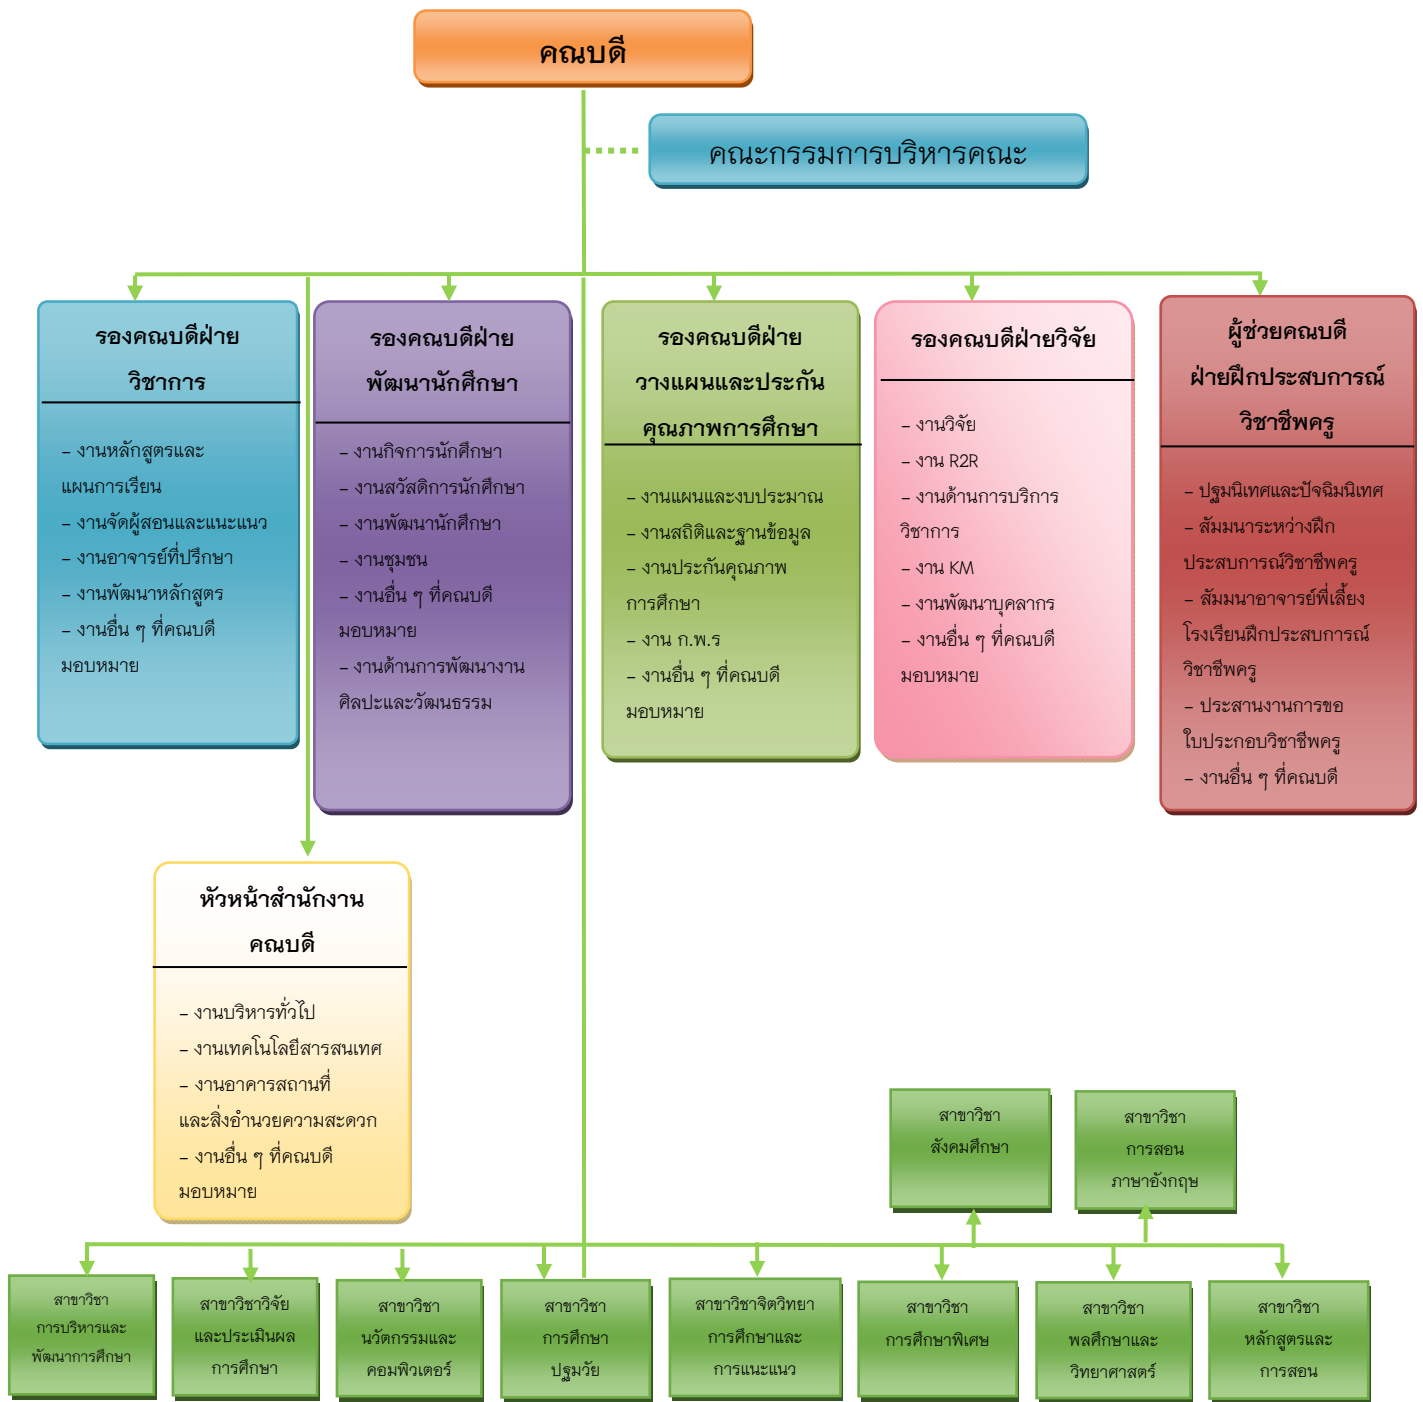 คณบดี
คณะกรรมการบริหารคณะ
รองคณบดีฝ่าย
วิชาการ
- งานหลักสูตรและ
แผนการเรียน
- งานจัดผู้สอนและแนะแนว
- งานอาจารย์ที่ปรึกษา
- งานพัฒนาหลักสูตร
- งานอื่น ๆ ที่คณบดี
มอบหมาย
รองคณบดีฝ่าย
พัฒนานักศึกษา
- งานกิจการนักศึกษา
- งานสวัสดิการนักศึกษา
- งานพัฒนานักศึกษา
- งานชุมชน
- งานอื่น ๆ ที่คณบดี
มอบหมาย
- งานด้านการพัฒนางาน
ศิลปะและวัฒนธรรม
รองคณบดีฝ่าย
วางแผนและประกัน
คุณภาพการศึกษา
- งานแผนและงบประมาณ
- งานสถิติและฐานข้อมูล
- งานประกันคุณภาพ
การศึกษา
- งาน ก.พ.ร
- งานอื่น ๆ ที่คณบดี
มอบหมาย
รองคณบดีฝ่ายวิจัย
- งานวิจัย
- งาน R2R
- งานด้านการบริการ
วิชาการ
- งาน KM
- งานพัฒนาบุคลากร
- งานอื่น ๆ ที่คณบดี
มอบหมาย
ผู้ช่วยคณบดี
ฝ่ายฝึกประสบการณ์
วิชาชีพครู
- ปฐมนิเทศและปัจฉิมนิเทศ
- สัมมนาระหว่างฝึก
ประสบการณ์วิชาชีพครู
- สัมมนาอาจารย์พี่เลี้ยง
โรงเรียนฝึกประสบการณ์
วิชาชีพครู
- ประสานงานการขอ
ใบประกอบวิชาชีพครู
- งานอื่น ๆ ที่คณบดี
หัวหน้าสำนักงาน
คณบดี
- งานบริหารทั่วไป
- งานเทคโนโลยีสารสนเทศ
- งานอาคารสถานที่
และสิ่งอำนวยความสะดวก
- งานอื่น ๆ ที่คณบดี
มอบหมาย
สาขาวิชา
สังคมศึกษา
สาขาวิชา
การสอน
ภาษาอังกฤษ
สาขาวิชา
การบริหารและ
พัฒนาการศึกษา
สาขาวิชาวิจัย
และประเมินผล
การศึกษา
สาขาวิชา
นวัตกรรมและ
คอมพิวเตอร์
สาขาวิชา
การศึกษา
ปฐมวัย
สาขาวิชาจิตวิทยา
การศึกษาและ
การแนะแนว
สาขาวิชา
การศึกษาพิเศษ
สาขาวิชา
พลศึกษาและ
วิทยาศาสตร์
สาขาวิชา
หลักสูตรและ
การสอน